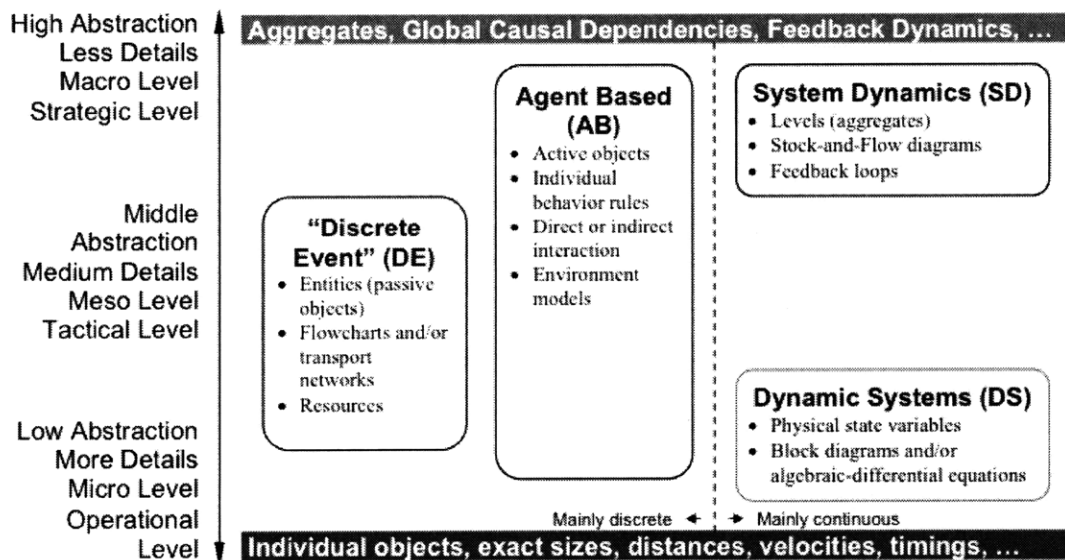 High Abstraction
Less Details
Macro Level
Strategic Level
Middle
Abstraction
Medium Details
Meso Level
Tactical Level
Low Abstraction
More Details
Micro Level
Operational
Level
Aggregates, Global Causal Dependencies, Feedback Dynamics, ...
“Discrete
Event” (DE)
• Entities (passive
objects)
• Flowcharts and/or
transport
networks
• Resources
Agent Based
(AB)
• Active objects
• Individual
behavior rules
• Direct or indirect
interaction
• Environment
models
System Dynamics (SD)
• Levels (aggregates)
• Stock-and-Flow diagrams
• Feedback loops
Dynamic Systems (DS)
• Physical state variables
• Block diagrams and/or
algebraic-differential equations
Mainly discrete
Mainly continuous
Individual objects, exact sizes, distances, velocities, timings, ...